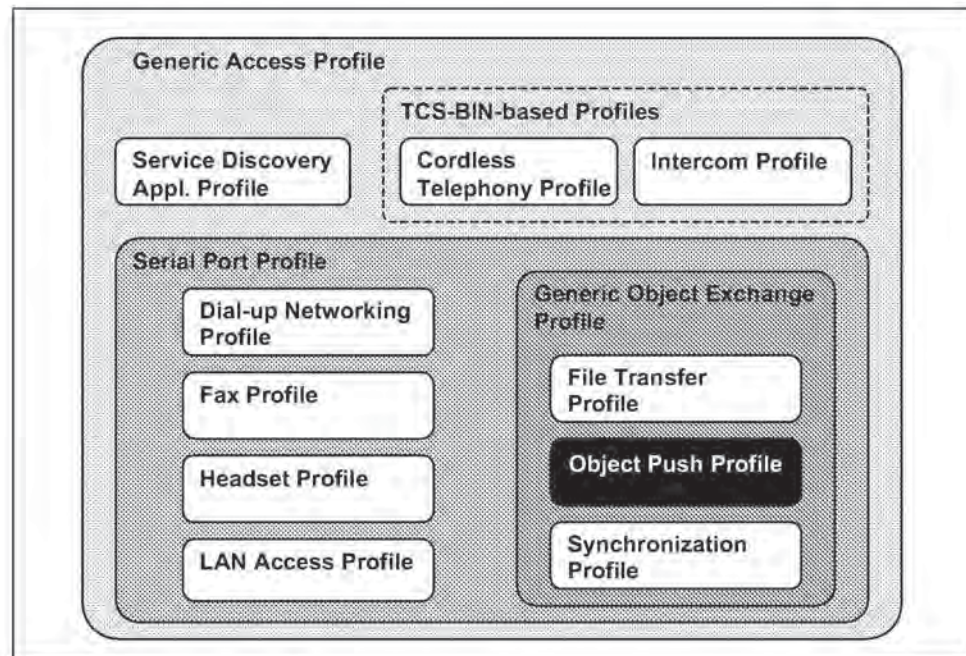 Generic Access Profile
TCS-BIN-based Profiles
Service Discovery
Appl. Profile
Cordless
Telephony Profile
Intercom Profile
Serial Port Profile
Dial-up Networking
Profile
Fax Profile
Headset Profile
LAN Access Profile
Generic Object Exchange
Profile
File Transfer
Profile
Object Push Profile
Synchronization
Profile